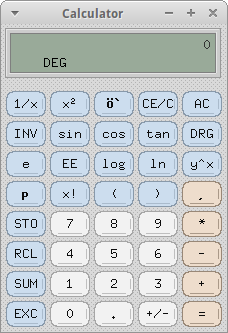 Calculator
0
DEG
1/x x² ö` CE/C AC
INV sin cos tan DRG
e EE log ln y^x
p x! ( ) ,
STO 7 8 9 *
RCL 4 5 6 -
SUM 1 2 3 +
EXC 0 . +/- =